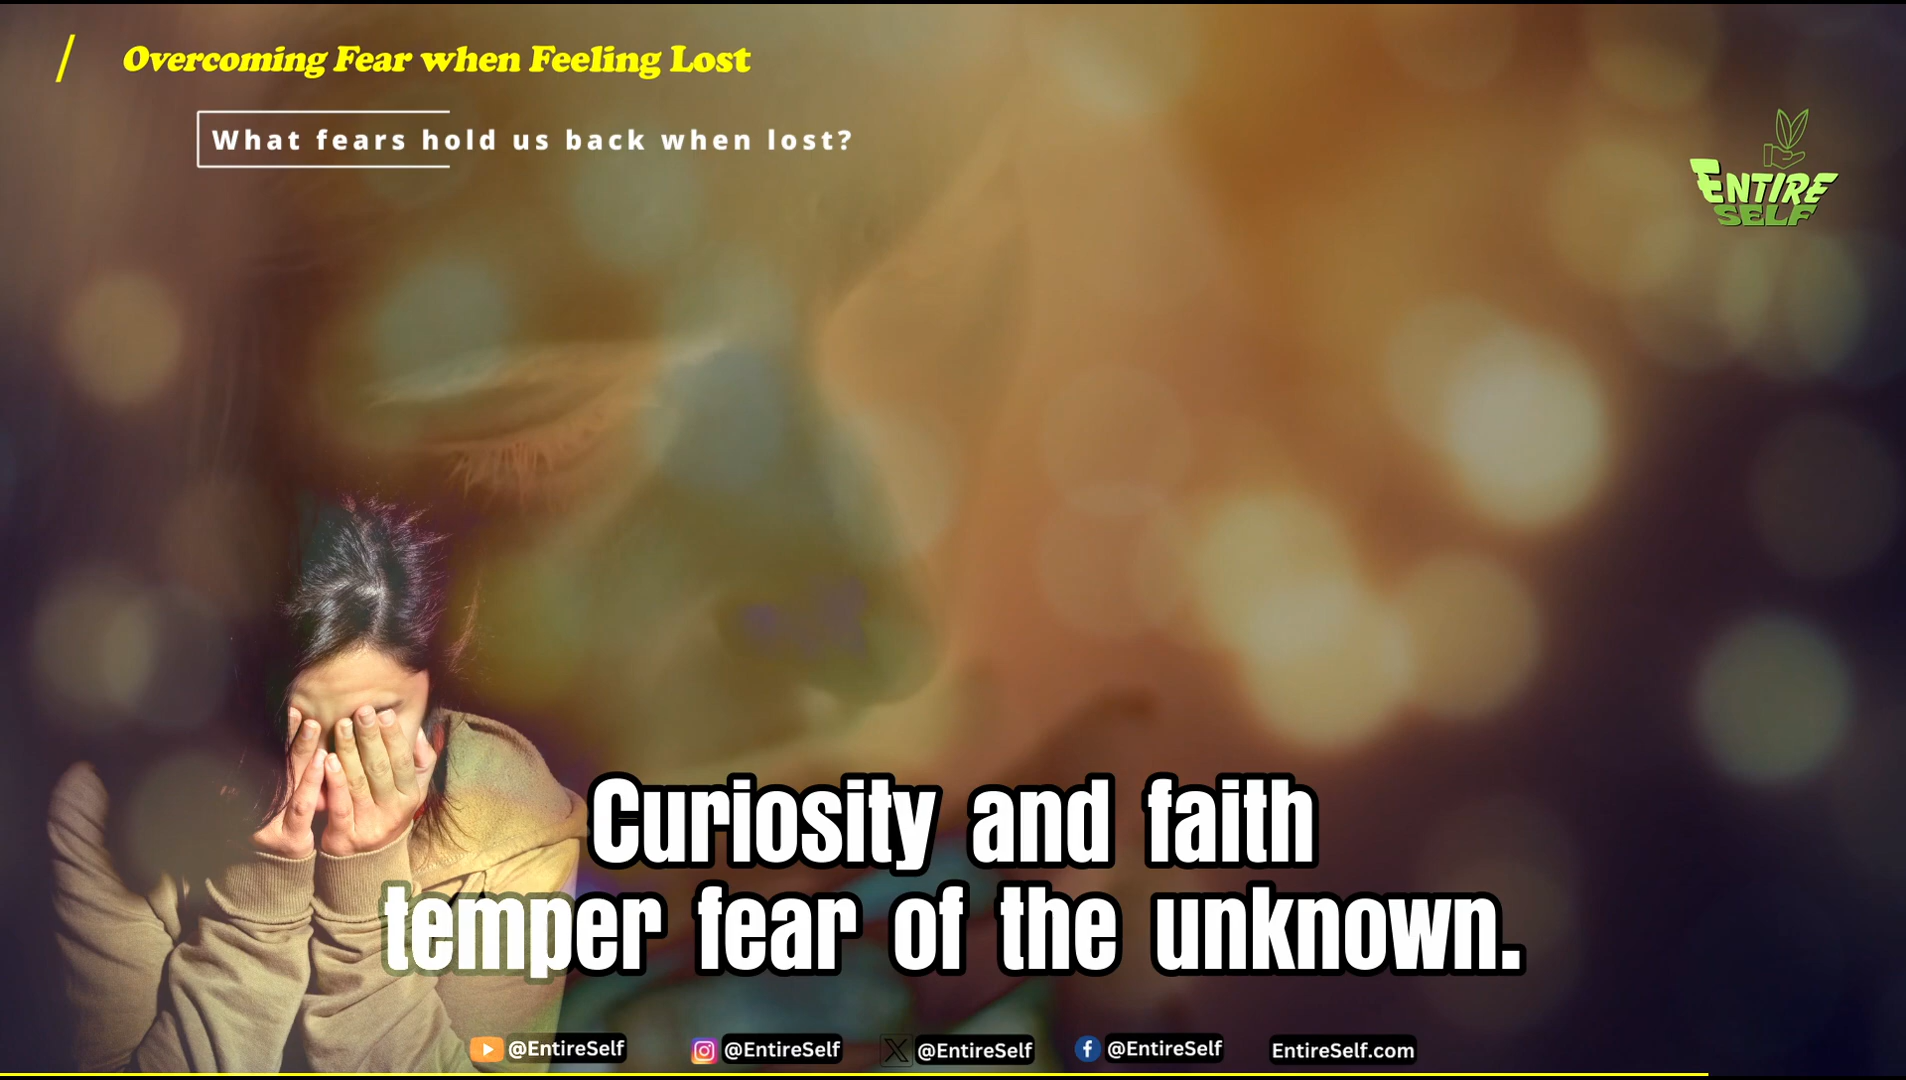 / Overcoming Fear when Feeling Lost
What fears hold us back when lost?
ENTIRE
SELF
Curiosity and faith
temper fear of the unknown.
@EntireSelf @EntireSelf @EntireSelf @EntireSelf EntireSelf.com